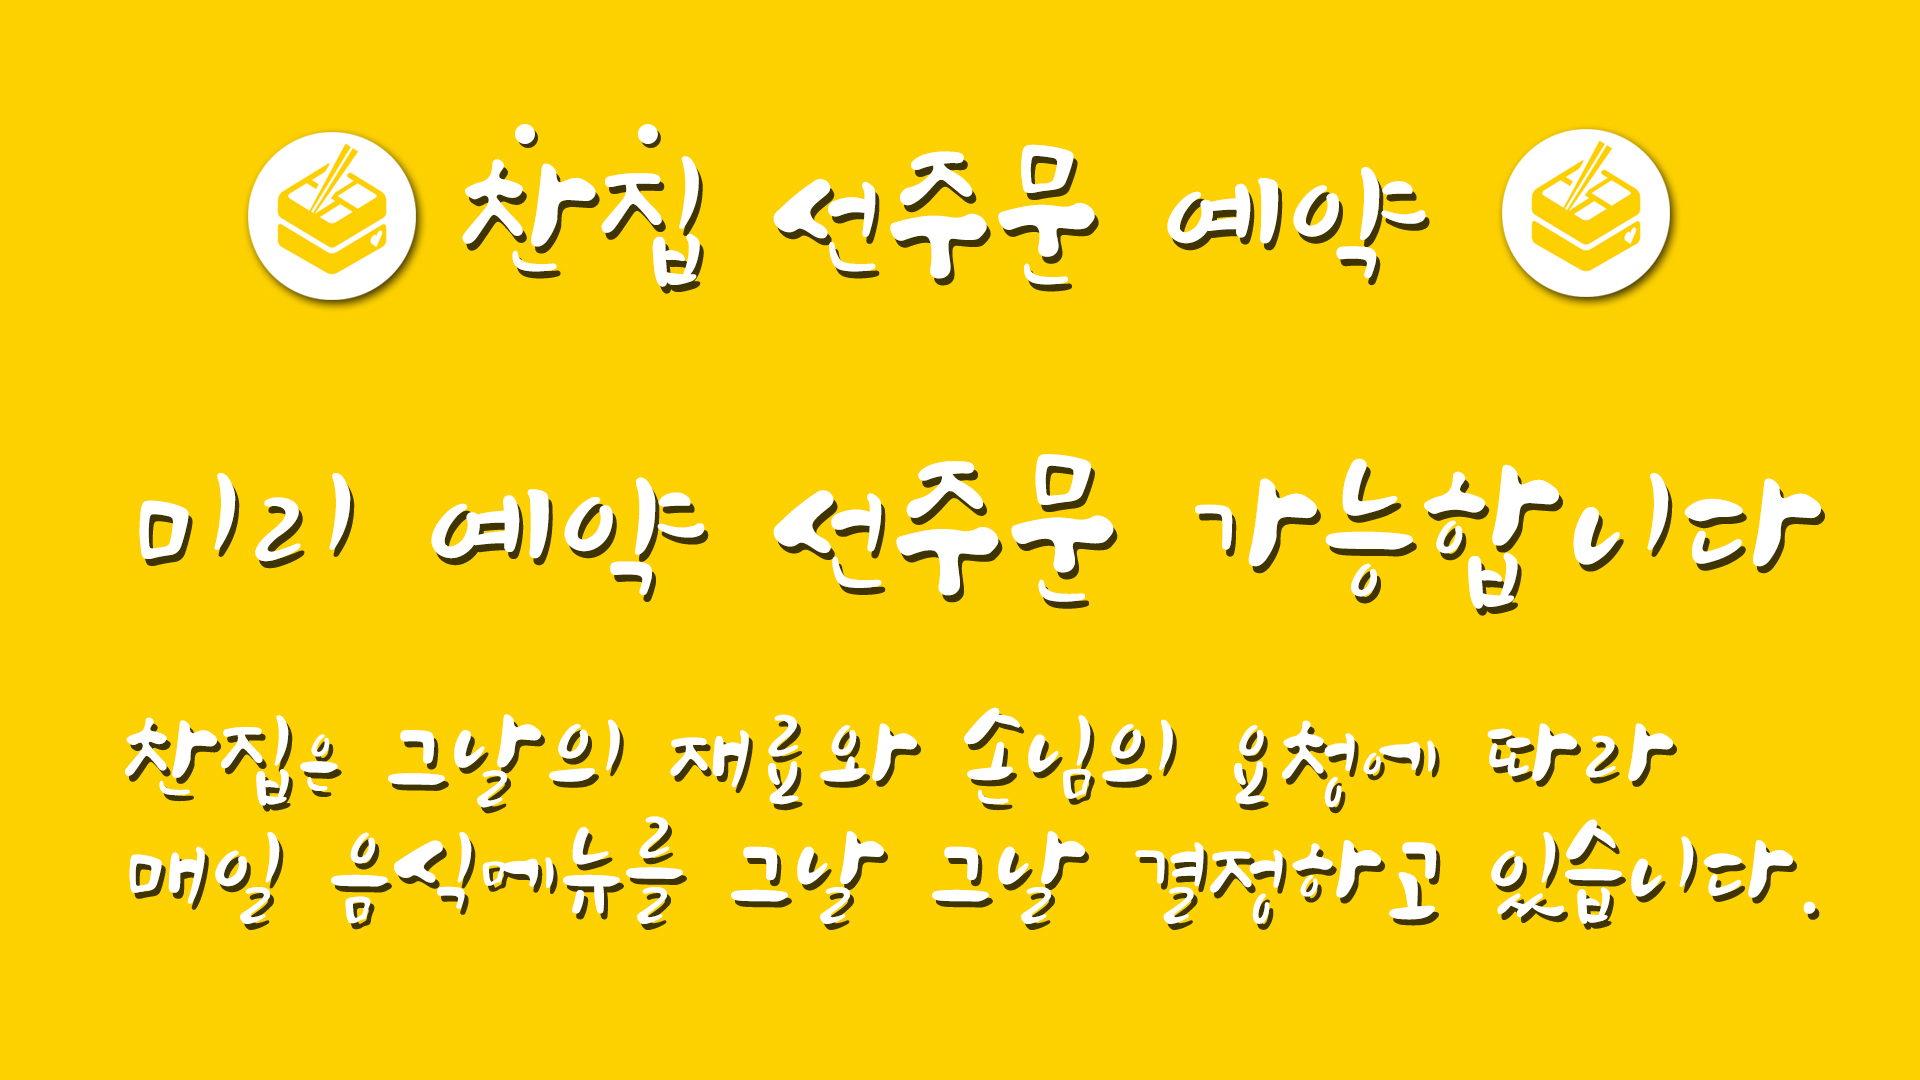 찬집 선주문 예약
미리 예약 선주문 가능합니다
찬집은 그날의 재료와 손님의 요청에 따라
매일 음식메뉴를 그날 그날 결정하고 있습니다.